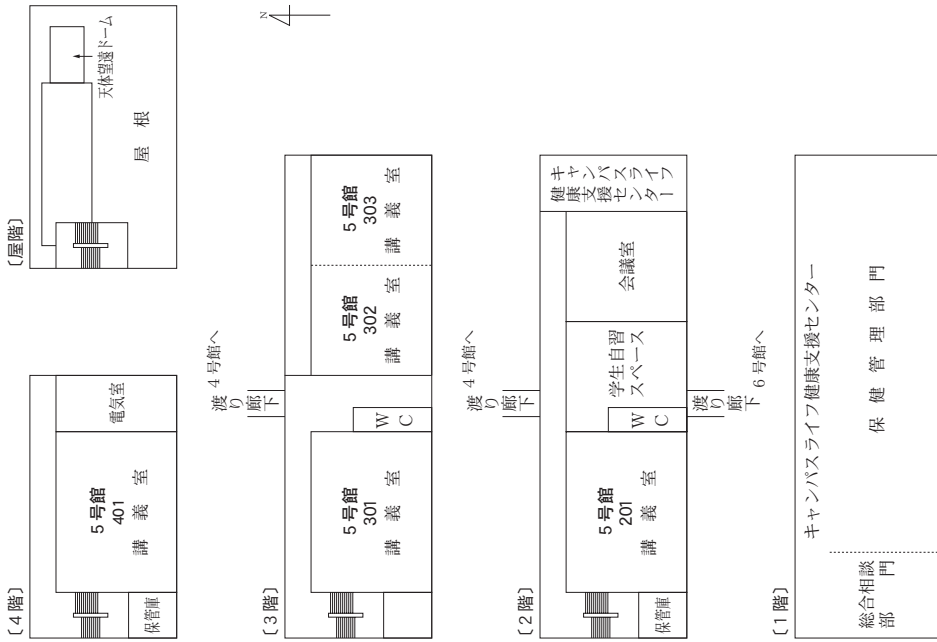 〔屋階〕
天体望遠ドーム
屋根
N
〔4階〕
5号館
401
講義室
電気室
保管庫
〔3階〕
4号館へ
渡り
廊下
5号館
301
講義室
WC
5号館
302
講義室
5号館
303
講義室
〔2階〕
4号館へ
渡り
廊下
保管庫
5号館
201
講義室
WC
学生自習
スペース
会議室
キャンパスライフ
健康支援センター
渡り
廊下
6号館へ
〔1階〕
キャンパスライフ健康支援センター
総合相談
部門
保健管理部門